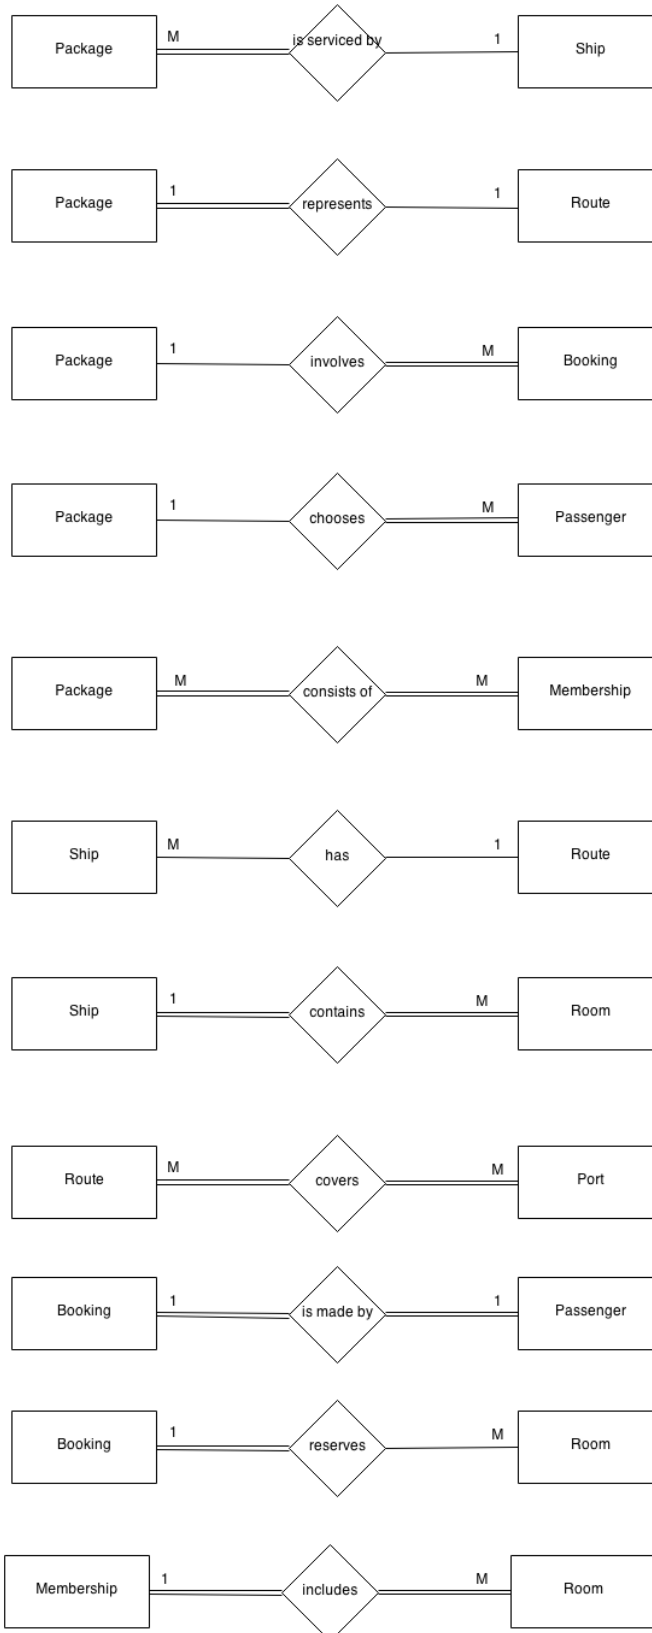 Package M is serviced by 1 Ship
Package 1 represents 1 Route
Package 1 involves M Booking
Package 1 chooses M Passenger
Package M consists of M Membership
Ship M has 1 Route
Ship 1 contains M Room
Route M covers M Port
Booking 1 is made by 1 Passenger
Booking 1 reserves M Room
Membership 1 includes M Room